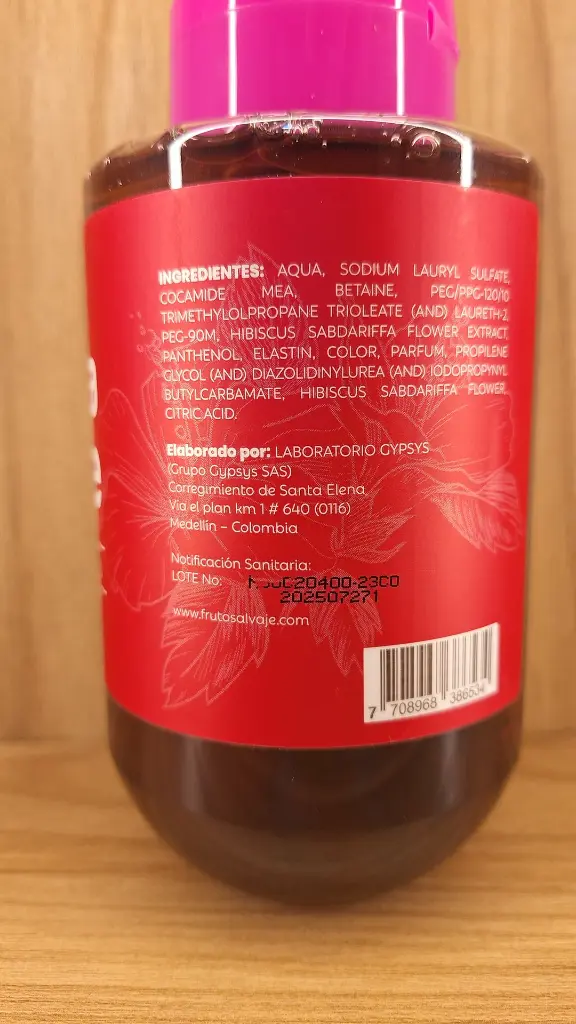 INGREDIENTES: AQUA, SODIUM LAURYL SULFATE,
COCAMIDE MEA, BETAINE, PEG/PPG-120/10
TRIMETHYLOLPROPANE TRIOLEATE (AND) LAURETH-2,
PEG-90M, HIBISCUS SABDARIFFA FLOWER EXTRACT,
PANTHENOL, ELASTIN, COLOR, PARFUM, PROPILENE
GLYCOL (AND) DIAZOLIDINYLUREA (AND) IODOPROPYNYL
BUTYLCARBAMATE, HIBISCUS SABDARIFFA FLOWER,
CITRIC ACID.
Elaborado por: LABORATORIO GYPSYS
(Grupo Gypsys SAS)
Corregimiento de Santa Elena
Via el plan km 1 # 640 (0116)
Medellín – Colombia
Notificación Sanitaria:
LOTE No:
202507271
www.frutosalvaje.com
7 708968 386534